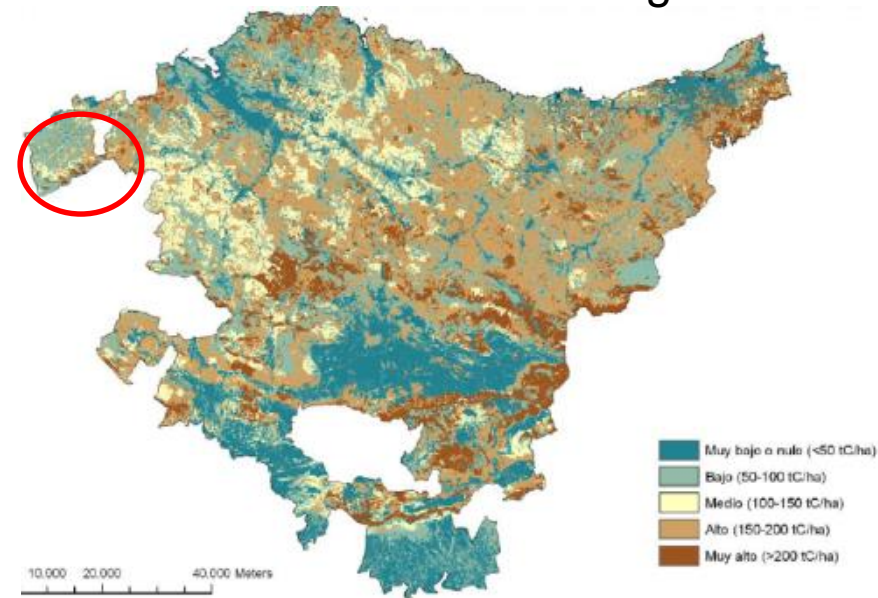 Muy bajo o nulo (<50 tC/ha)
Bajo (50-100 tC/ha)
Medio (100-150 tC/ha)
Alto (150-200 tC/ha)
Muy alto (>200 tC/ha)
10,000 20,000 40,000 Meters